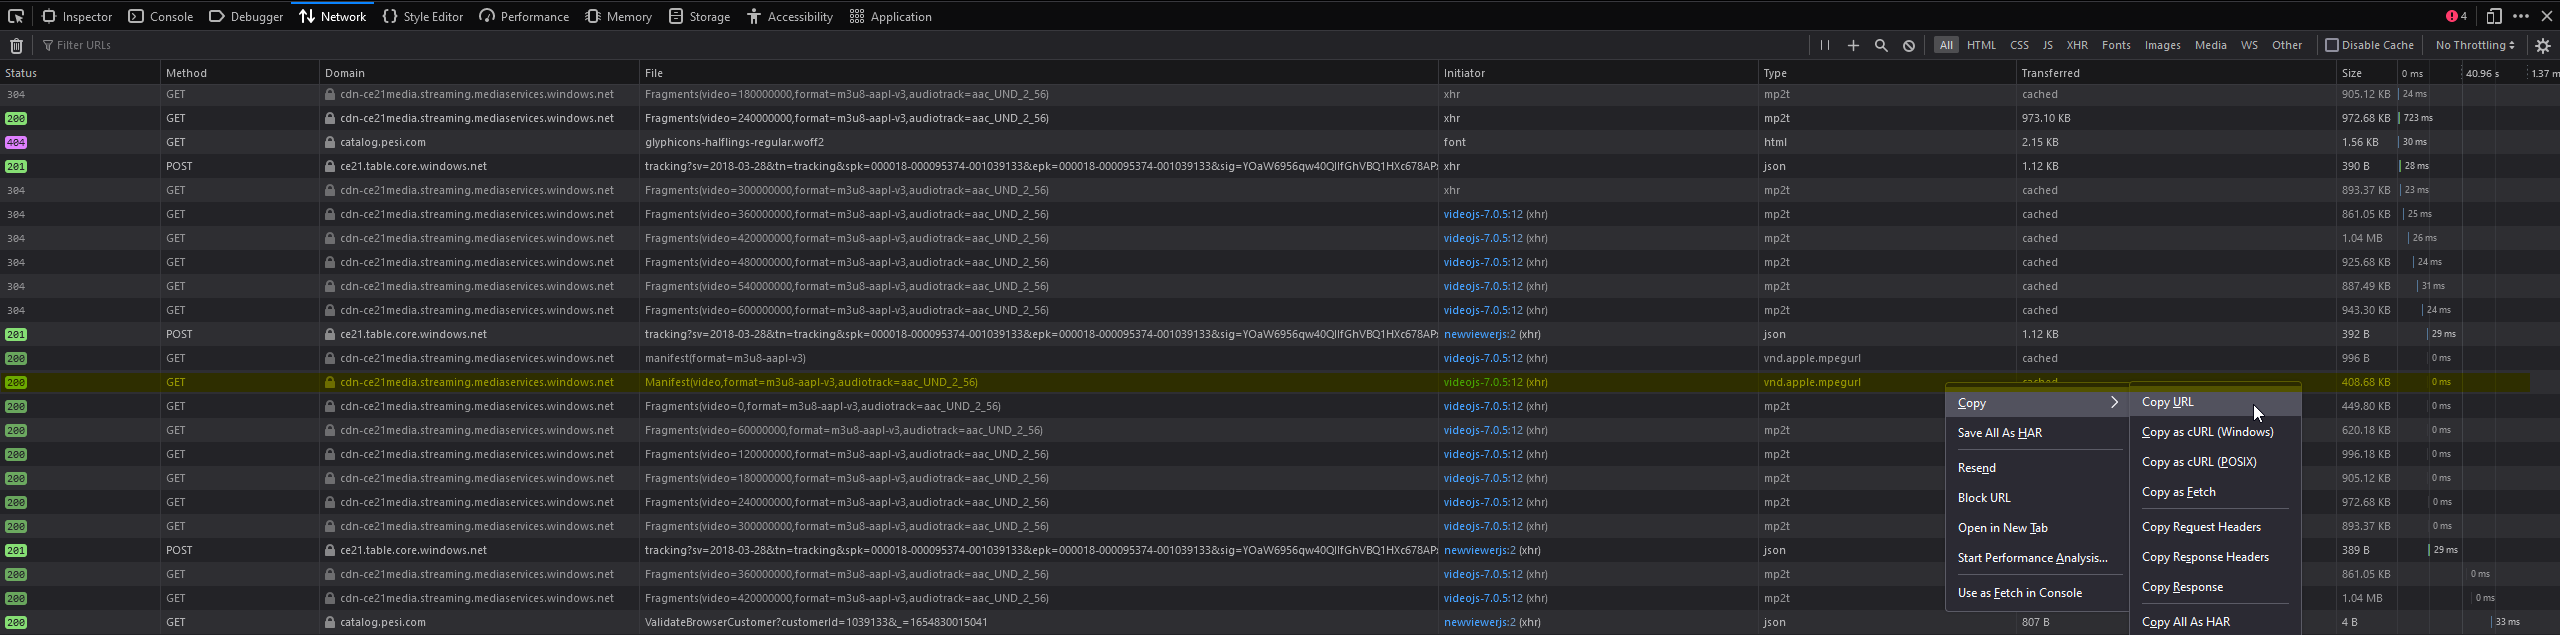 Inspector Console Debugger Network Style Editor Performance Memory Storage Accessibility Application 4
Filter URLs All HTML CSS JS XHR Fonts Images Media WS Other Disable Cache No Throttling
Status Method Domain File Initiator Type Transferred Size 0 ms 40.96 s 1.37 m
304 GET cdn-ce21media.streaming.mediaservices.windows.net Fragments(video=180000000,format=m3u8-aapl-v3,audiotrack=aac_UND_2_56) xhr mp2t cached 905.12 KB 24 ms
200 GET cdn-ce21media.streaming.mediaservices.windows.net Fragments(video=240000000,format=m3u8-aapl-v3,audiotrack=aac_UND_2_56) xhr mp2t 973.10 KB 972.68 KB 723 ms
404 GET catalog.pesi.com glyphicons-halflings-regular.woff2 font html 2.15 KB 1.56 KB 30 ms
201 POST ce21.table.core.windows.net tracking?sv=2018-03-28&tn=tracking&spk=000018-000095374-001039133&epk=000018-000095374-001039133&sig=YOaW6956qw40QlIfGhVBQ1HXc678AP xhr json 1.12 KB 390 B 28 ms
304 GET cdn-ce21media.streaming.mediaservices.windows.net Fragments(video=300000000,format=m3u8-aapl-v3,audiotrack=aac_UND_2_56) xhr mp2t cached 893.37 KB 23 ms
304 GET cdn-ce21media.streaming.mediaservices.windows.net Fragments(video=360000000,format=m3u8-aapl-v3,audiotrack=aac_UND_2_56) videojs-7.0.5:12 (xhr) mp2t cached 861.05 KB 25 ms
304 GET cdn-ce21media.streaming.mediaservices.windows.net Fragments(video=420000000,format=m3u8-aapl-v3,audiotrack=aac_UND_2_56) videojs-7.0.5:12 (xhr) mp2t cached 1.04 MB 26 ms
304 GET cdn-ce21media.streaming.mediaservices.windows.net Fragments(video=480000000,format=m3u8-aapl-v3,audiotrack=aac_UND_2_56) videojs-7.0.5:12 (xhr) mp2t cached 925.68 KB 24 ms
304 GET cdn-ce21media.streaming.mediaservices.windows.net Fragments(video=540000000,format=m3u8-aapl-v3,audiotrack=aac_UND_2_56) videojs-7.0.5:12 (xhr) mp2t cached 887.49 KB 31 ms
304 GET cdn-ce21media.streaming.mediaservices.windows.net Fragments(video=600000000,format=m3u8-aapl-v3,audiotrack=aac_UND_2_56) videojs-7.0.5:12 (xhr) mp2t cached 943.30 KB 24 ms
201 POST ce21.table.core.windows.net tracking?sv=2018-03-28&tn=tracking&spk=000018-000095374-001039133&epk=000018-000095374-001039133&sig=YOaW6956qw40QlIfGhVBQ1HXc678AP newviewerjs:2 (xhr) json 1.12 KB 392 B 29 ms
200 GET cdn-ce21media.streaming.mediaservices.windows.net manifest(format=m3u8-aapl-v3) videojs-7.0.5:12 (xhr) vnd.apple.mpegurl cached 996 B 0 ms
200 GET cdn-ce21media.streaming.mediaservices.windows.net Manifest(video,format=m3u8-aapl-v3,audiotrack=aac_UND_2_56) videojs-7.0.5:12 (xhr) vnd.apple.mpegurl cached 408.68 KB 0 ms
200 GET cdn-ce21media.streaming.mediaservices.windows.net Fragments(video=0,format=m3u8-aapl-v3,audiotrack=aac_UND_2_56) videojs-7.0.5:12 (xhr) mp2t 449.80 KB 0 ms
200 GET cdn-ce21media.streaming.mediaservices.windows.net Fragments(video=60000000,format=m3u8-aapl-v3,audiotrack=aac_UND_2_56) videojs-7.0.5:12 (xhr) mp2t 620.18 KB 0 ms
200 GET cdn-ce21media.streaming.mediaservices.windows.net Fragments(video=120000000,format=m3u8-aapl-v3,audiotrack=aac_UND_2_56) videojs-7.0.5:12 (xhr) mp2t 996.18 KB 0 ms
200 GET cdn-ce21media.streaming.mediaservices.windows.net Fragments(video=180000000,format=m3u8-aapl-v3,audiotrack=aac_UND_2_56) videojs-7.0.5:12 (xhr) mp2t 905.12 KB 0 ms
200 GET cdn-ce21media.streaming.mediaservices.windows.net Fragments(video=240000000,format=m3u8-aapl-v3,audiotrack=aac_UND_2_56) videojs-7.0.5:12 (xhr) mp2t 972.68 KB 0 ms
200 GET cdn-ce21media.streaming.mediaservices.windows.net Fragments(video=300000000,format=m3u8-aapl-v3,audiotrack=aac_UND_2_56) videojs-7.0.5:12 (xhr) mp2t 893.37 KB 0 ms
201 POST ce21.table.core.windows.net tracking?sv=2018-03-28&tn=tracking&spk=000018-000095374-001039133&epk=000018-000095374-001039133&sig=YOaW6956qw40QlIfGhVBQ1HXc678AP newviewerjs:2 (xhr) json 389 B 29 ms
200 GET cdn-ce21media.streaming.mediaservices.windows.net Fragments(video=360000000,format=m3u8-aapl-v3,audiotrack=aac_UND_2_56) videojs-7.0.5:12 (xhr) mp2t 861.05 KB 0 ms
200 GET cdn-ce21media.streaming.mediaservices.windows.net Fragments(video=420000000,format=m3u8-aapl-v3,audiotrack=aac_UND_2_56) videojs-7.0.5:12 (xhr) mp2t 1.04 MB 0 ms
200 GET catalog.pesi.com ValidateBrowserCustomer?customerId=1039133&_=1654830015041 newviewerjs:2 (xhr) json 807 B 4 B 33 ms
Copy
Save All As HAR
Resend
Block URL
Open in New Tab
Start Performance Analysis...
Use as Fetch in Console
Copy URL
Copy as cURL (Windows)
Copy as cURL (POSIX)
Copy as Fetch
Copy Request Headers
Copy Response Headers
Copy Response
Copy All As HAR